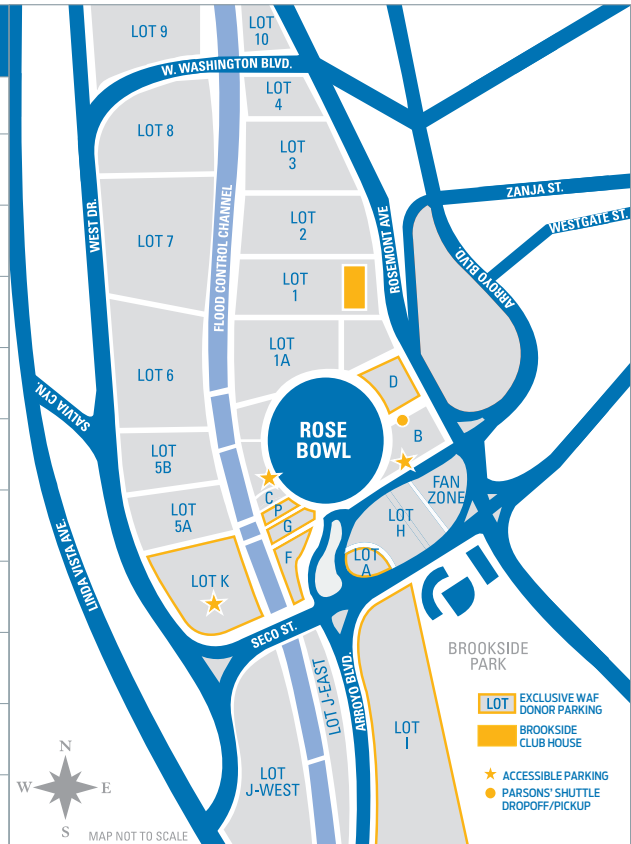 LOT 9
LOT
10
W. WASHINGTON BLVD.
LOT
4
LOT 8
LOT
3
ZANJA ST.
WEST DR.
LOT 7
FLOOD CONTROL CHANNEL
LOT
2
ROSEMONT AVE
WESTGATE ST.
ARROYO BLVD.
LOT
1
LOT
1A
LOT 6
D
SALVIA CYN.
ROSE
BOWL
B
LOT
5B
FAN
ZONE
C
P
G
LOT
5A
LOT
H
F
LOT
A
LINDA VISTA AVE.
LOT K
SECO ST.
BROOKSIDE
PARK
LOT J-EAST
ARROYO BLVD.
LOT
I
LOT
J-WEST
LOT
EXCLUSIVE WAF
DONOR PARKING
BROOKSIDE
CLUB HOUSE
ACCESSIBLE PARKING
PARSONS' SHUTTLE
DROPOFF/PICKUP
N
W
E
S
MAP NOT TO SCALE